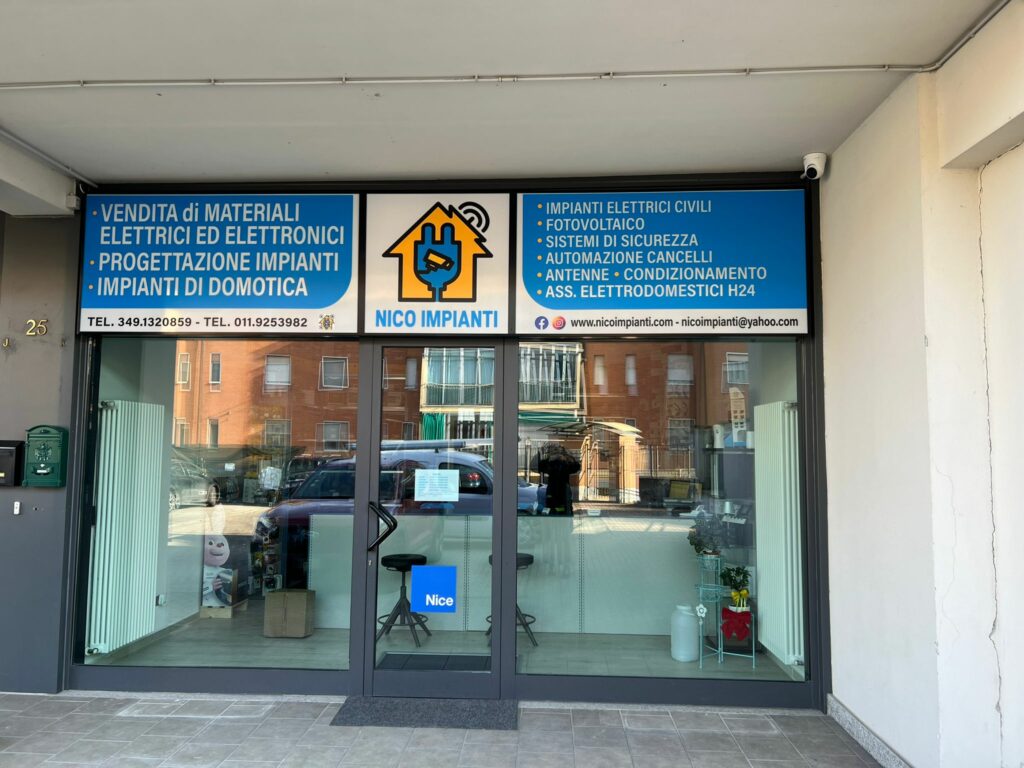 • VENDITA di MATERIALI
ELETTRICI ED ELETTRONICI
• PROGETTAZIONE IMPIANTI
• IMPIANTI DI DOMOTICA
TEL. 349.1320859 - TEL. 011.9253982
NICO IMPIANTI
• IMPIANTI ELETTRICI CIVILI
• FOTOVOLTAICO
• SISTEMI DI SICUREZZA
• AUTOMAZIONE CANCELLI
• ANTENNE • CONDIZIONAMENTO
• ASS. ELETTRODOMESTICI H24
www.nicoimpianti.com - nicoimpianti@yahoo.com
25
Nice